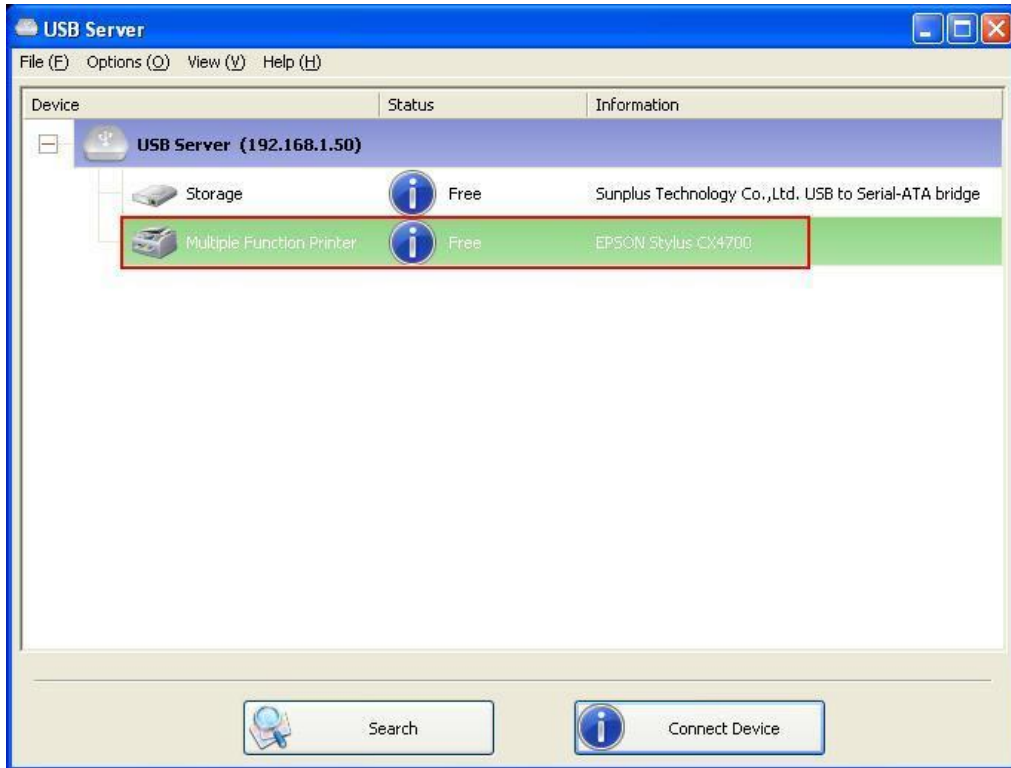 USB Server
File (F) Options (O) View (V) Help (H)
Device Status Information
USB Server (192.168.1.50)
Storage Free Sunplus Technology Co.,Ltd. USB to Serial-ATA bridge
Multiple Function Printer Free EPSON Stylus CX4700
Search Connect Device